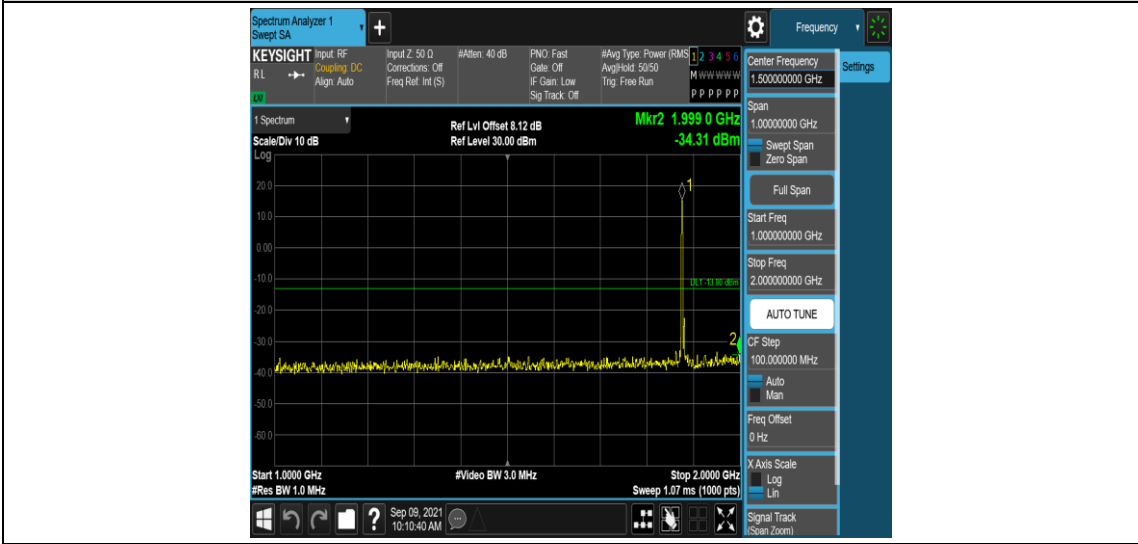 Spectrum Analyzer 1
Swept SA
+
Frequency
KEYSIGHT
RL
LNI
Input: RF
Coupling: DC
Align: Auto
Input Z: 50 Ω
Corrections: Off
Freq Ref: Int (S)
#Atten: 40 dB
PNO: Fast
Gate: Off
IF Gain: Low
Sig Track: Off
#Avg Type: Power (RMS
Avg|Hold: 50/50
Trig: Free Run
1 2 3 4 5 6
M W W W W W
P P P P P P
1 Spectrum
Scale/Div 10 dB
Log
Ref Lvl Offset 8.12 dB
Ref Level 30.00 dBm
Mkr2 1.999 0 GHz
-34.31 dBm
1
20.0
10.0
0.00
-10.0
DL1 -13.00 dBm
-20.0
-30.0
2
-40.0
-50.0
-60.0
Start 1.0000 GHz
#Video BW 3.0 MHz
Stop 2.0000 GHz
#Res BW 1.0 MHz
Sweep 1.07 ms (1000 pts)
?
Sep 09, 2021
10:10:40 AM
Center Frequency
1.500000000 GHz
Settings
Span
1.00000000 GHz
Swept Span
Zero Span
Full Span
Start Freq
1.000000000 GHz
Stop Freq
2.000000000 GHz
AUTO TUNE
CF Step
100.000000 MHz
Auto
Man
Freq Offset
0 Hz
X Axis Scale
Log
Lin
Signal Track
(Span Zoom)